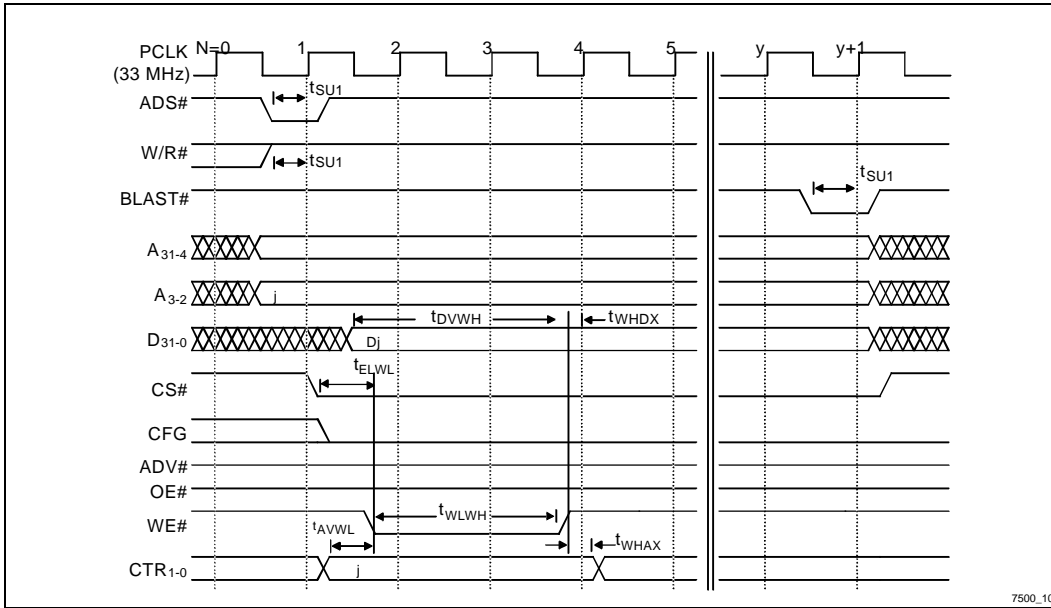 PCLK N=0 1 2 3 4 5 y y+1
(33 MHz)
tSU1
ADS#
W/R#
tSU1
tSU1
BLAST#
A31-4
A3-2 j
tDVWH tWHDX
D31-0 Dj
tELWL
CS#
CFG
ADV#
OE#
tWLWH
WE#
tAVWL
tWHAX
CTR1-0 j
7500_10